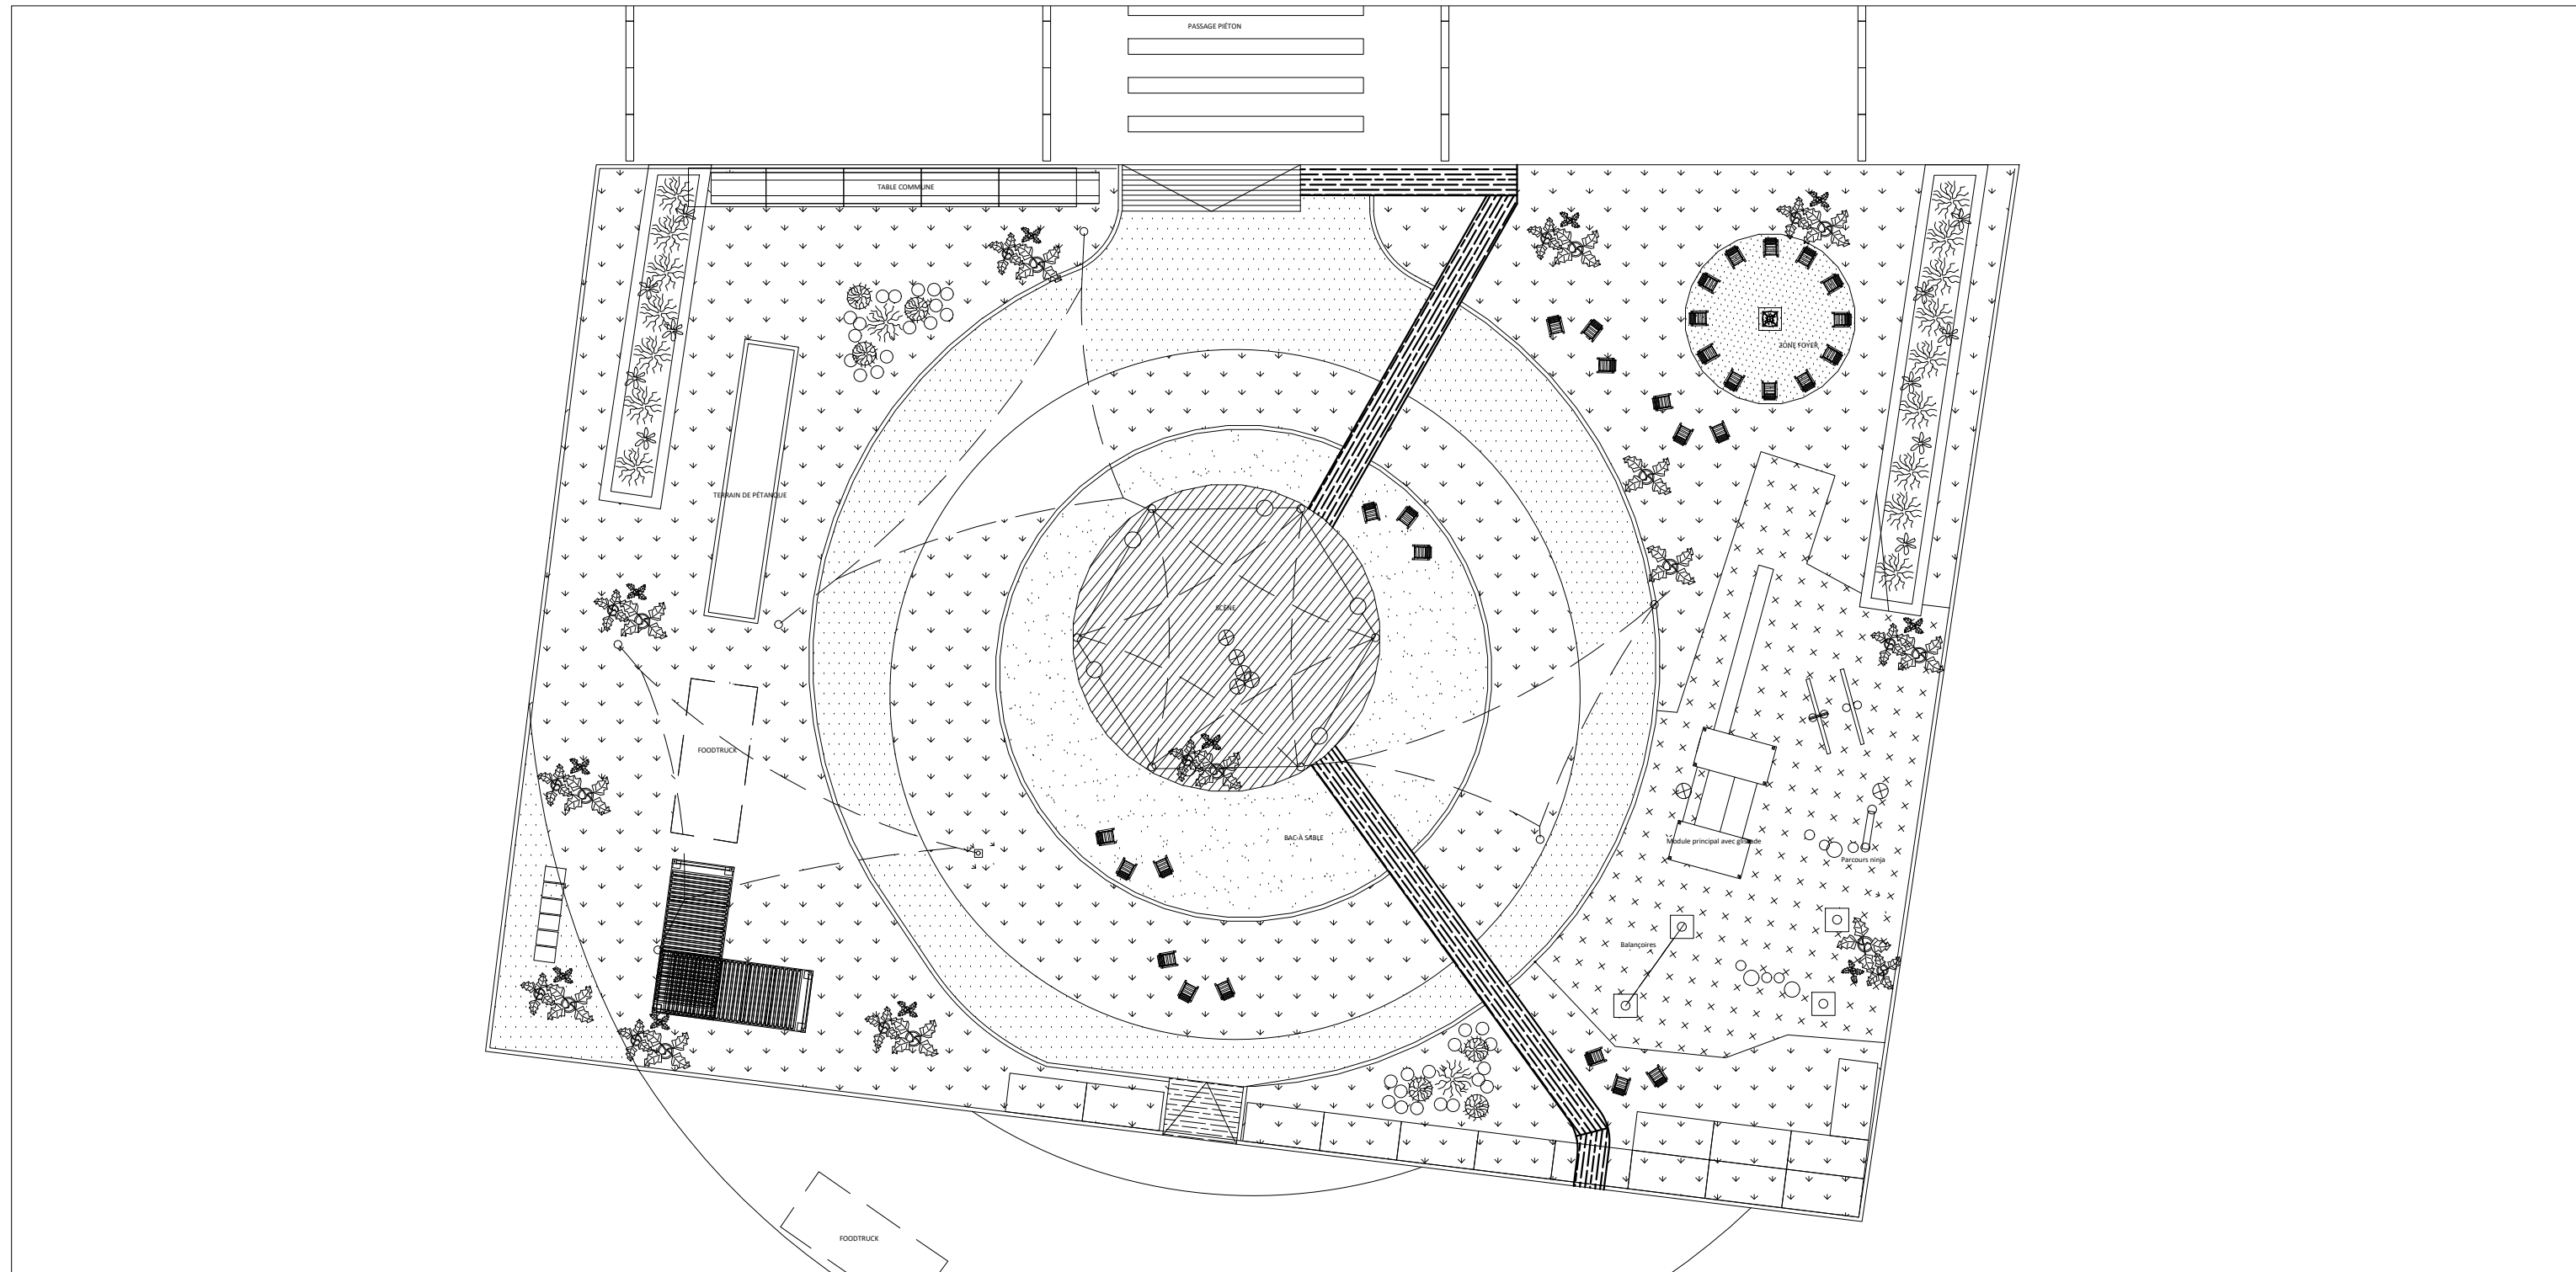 PASSAGE PIÉTON
TABLE COMMUNE
ZONE FOYER
TERRAIN DE PÉTANQUE
SCÈNE
FOODTRUCK
BAC À SABLE
Module principal avec glissade
Parcours ninja
Balançoires
FOODTRUCK